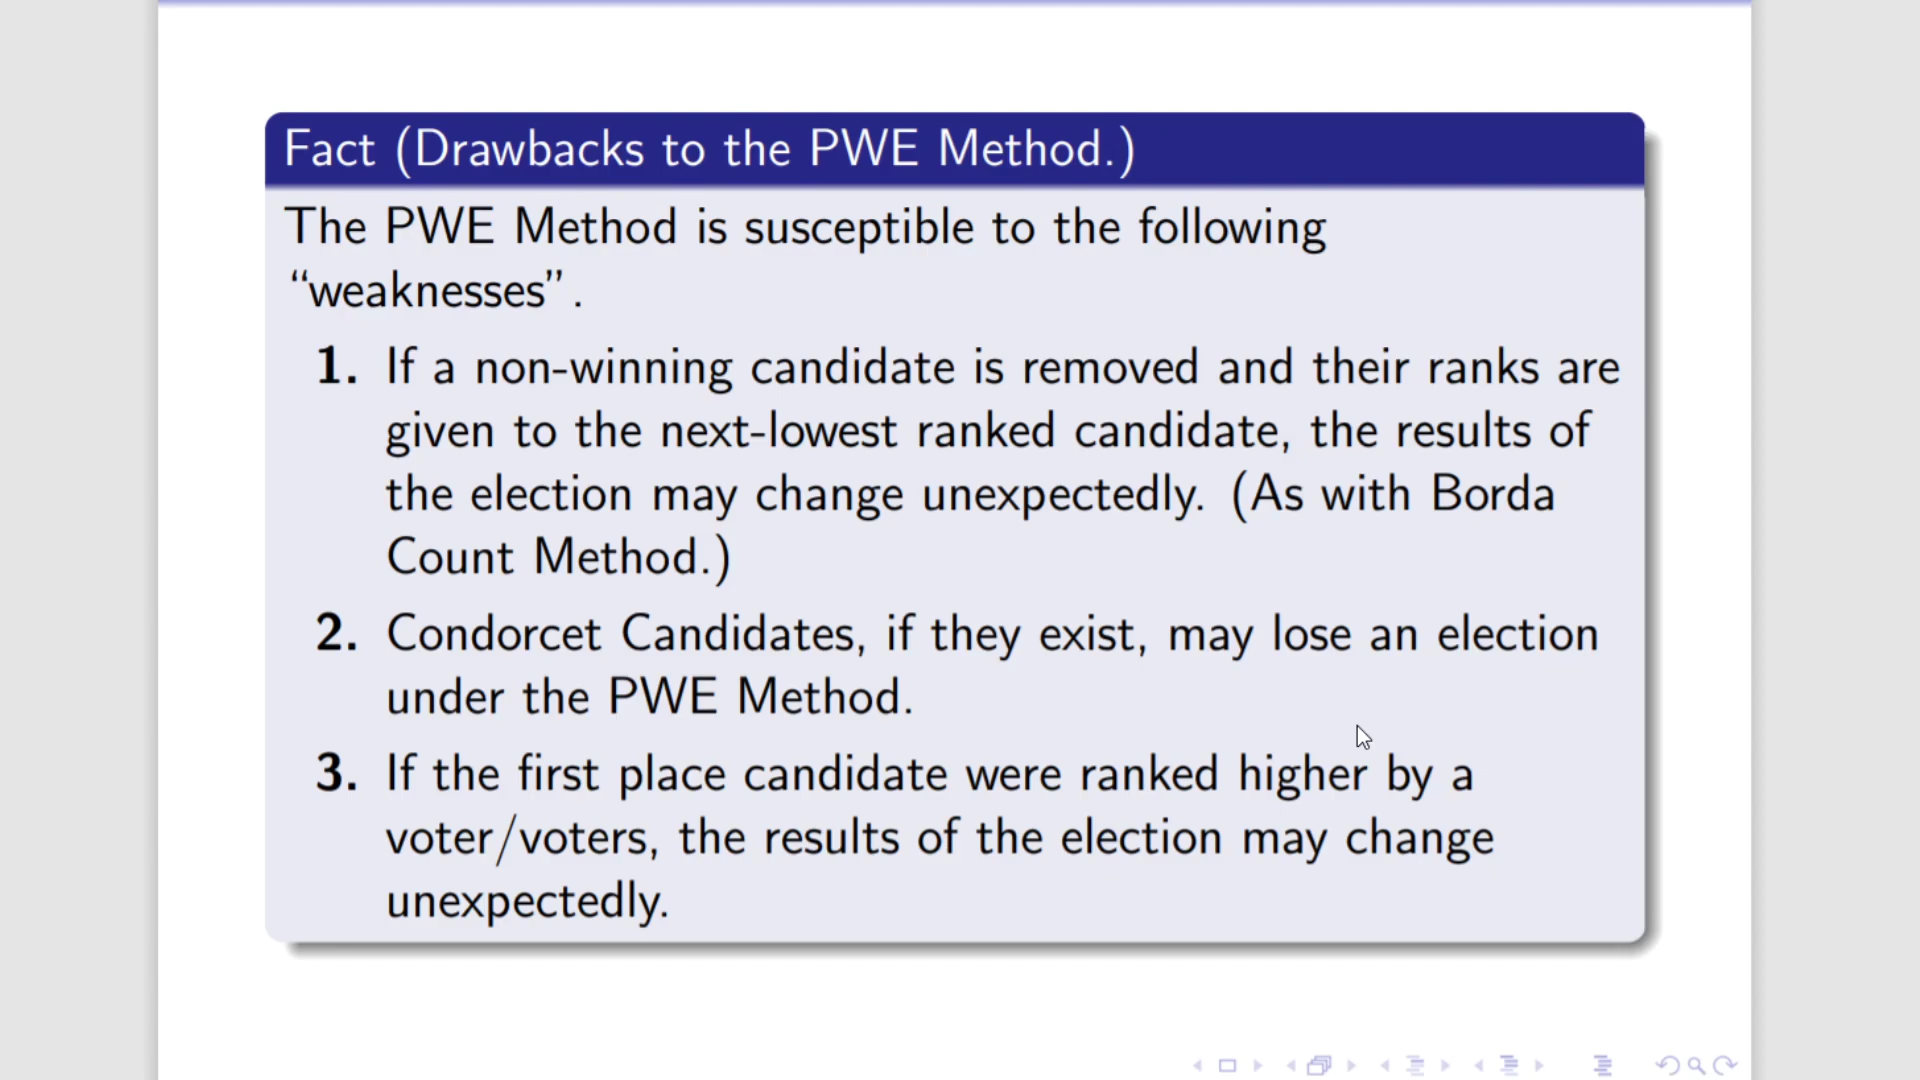 Fact (Drawbacks to the PWE Method.)
The PWE Method is susceptible to the following
“weaknesses”.
1. If a non-winning candidate is removed and their ranks are
given to the next-lowest ranked candidate, the results of
the election may change unexpectedly. (As with Borda
Count Method.)
2. Condorcet Candidates, if they exist, may lose an election
under the PWE Method.
3. If the first place candidate were ranked higher by a
voter/voters, the results of the election may change
unexpectedly.